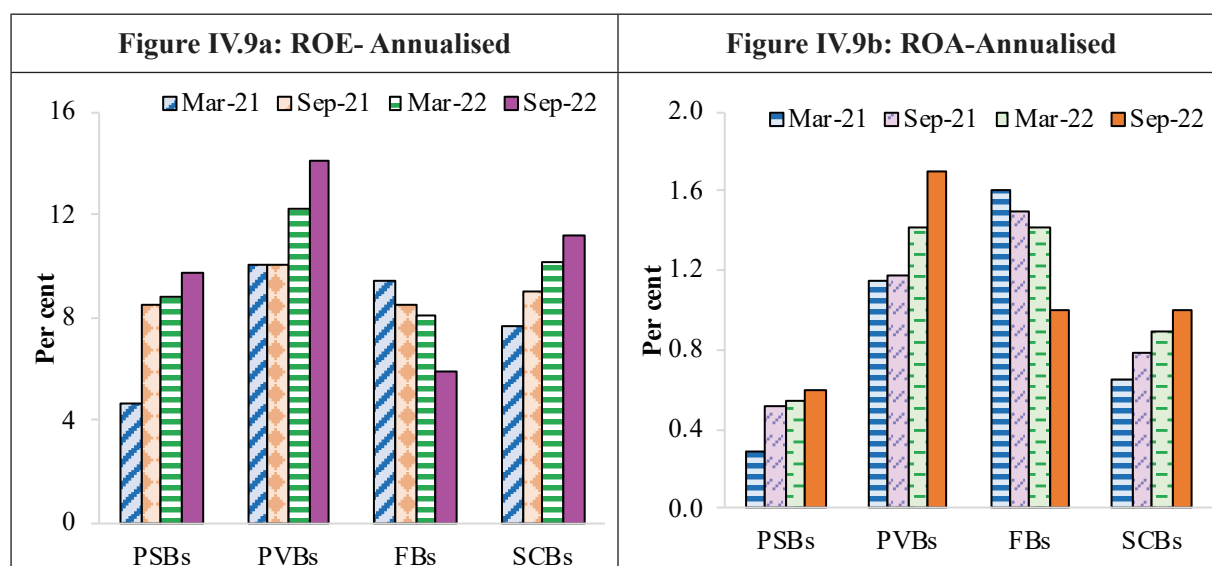 Figure IV.9a: ROE- Annualised
Mar-21 Sep-21 Mar-22 Sep-22
16
12
8
4
0
Per cent
PSBs PVBs FBs SCBs
Figure IV.9b: ROA-Annualised
Mar-21 Sep-21 Mar-22 Sep-22
2.0
1.6
1.2
0.8
0.4
0.0
Per cent
PSBs PVBs FBs SCBs